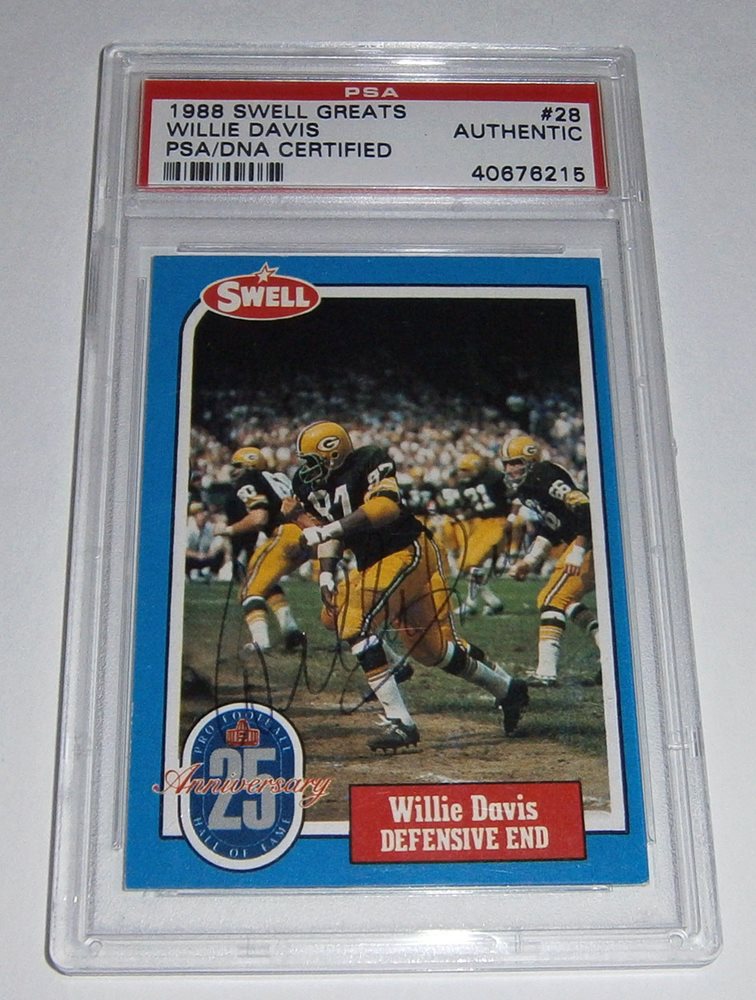 PSA
1988 SWELL GREATS #28
WILLIE DAVIS AUTHENTIC
PSA/DNA CERTIFIED
40676215
SWELL
G
87
G
PRO FOOTBALL
25
Anniversary
HALL OF FAME
Willie Davis
DEFENSIVE END